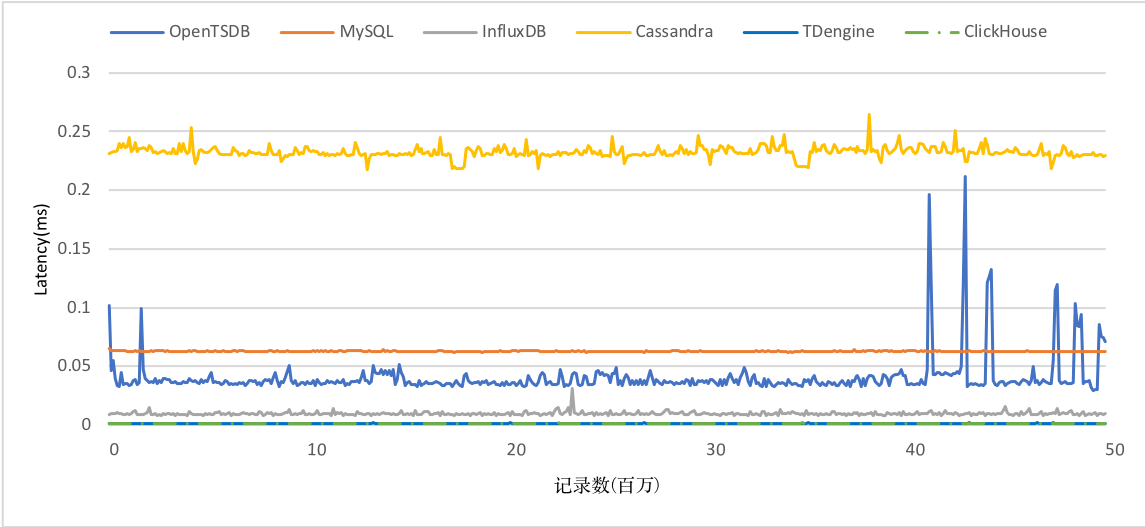 OpenTSDB MySQL InfluxDB Cassandra TDengine ClickHouse
0.3
0.25
0.2
0.15
0.1
0.05
0
Latency(ms)
0 10 20 30 40 50
记录数(百万)